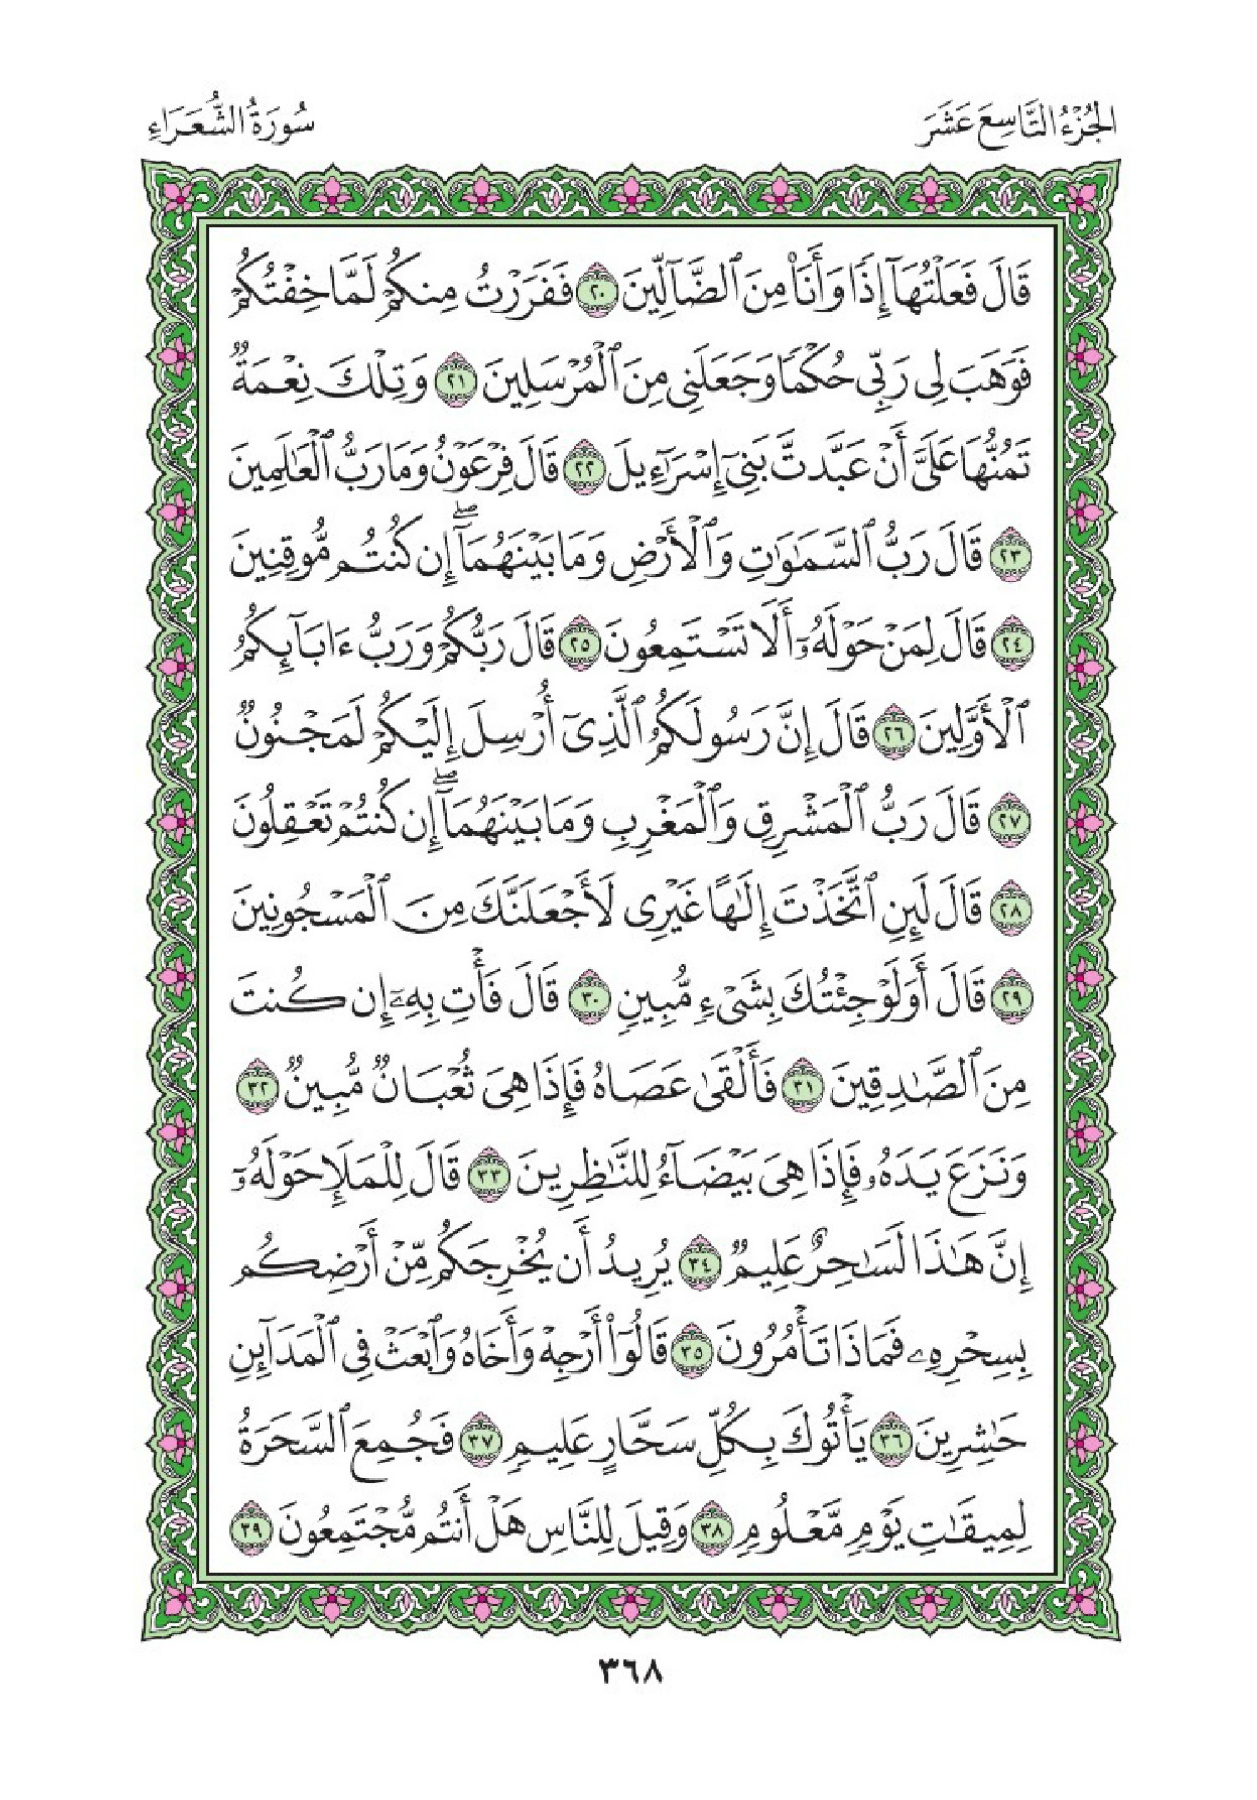 الجُزْءُ التَّاسِعَ عَشَرَ
سُورَةُ الشُّعَرَاءِ
قَالَ فَعَلْتُهَآ إِذًا وَأَنَا۠ مِنَ ٱلضَّآلِّينَ ٢٠ فَفَرَرْتُ مِنكُمْ لَمَّا خِفْتُكُمْ
فَوَهَبَ لِى رَبِّى حُكْمًا وَجَعَلَنِى مِنَ ٱلْمُرْسَلِينَ ٢١ وَتِلْكَ نِعْمَةٌ
تَمُنُّهَا عَلَىَّ أَنْ عَبَّدتَّ بَنِىٓ إِسْرَٰٓءِيلَ ٢٢ قَالَ فِرْعَوْنُ وَمَا رَبُّ ٱلْعَٰلَمِينَ
٢٣ قَالَ رَبُّ ٱلسَّمَٰوَٰتِ وَٱلْأَرْضِ وَمَا بَيْنَهُمَآ ۖ إِن كُنتُم مُّوقِنِينَ
٢٤ قَالَ لِمَنْ حَوْلَهُۥٓ أَلَا تَسْتَمِعُونَ ٢٥ قَالَ رَبُّكُمْ وَرَبُّ ءَابَآئِكُمُ
ٱلْأَوَّلِينَ ٢٦ قَالَ إِنَّ رَسُولَكُمُ ٱلَّذِىٓ أُرْسِلَ إِلَيْكُمْ لَمَجْنُونٌ
٢٧ قَالَ رَبُّ ٱلْمَشْرِقِ وَٱلْمَغْرِبِ وَمَا بَيْنَهُمَآ ۖ إِن كُنتُمْ تَعْقِلُونَ
٢٨ قَالَ لَئِنِ ٱتَّخَذْتَ إِلَٰهًا غَيْرِى لَأَجْعَلَنَّكَ مِنَ ٱلْمَسْجُونِينَ
٢٩ قَالَ أَوَلَوْ جِئْتُكَ بِشَىْءٍ مُّبِينٍ ٣٠ قَالَ فَأْتِ بِهِۦٓ إِن كُنتَ
مِنَ ٱلصَّٰدِقِينَ ٣١ فَأَلْقَىٰ عَصَاهُ فَإِذَا هِىَ ثُعْبَانٌ مُّبِينٌ ٣٢
وَنَزَعَ يَدَهُۥ فَإِذَا هِىَ بَيْضَآءُ لِلنَّٰظِرِينَ ٣٣ قَالَ لِلْمَلَإِ حَوْلَهُۥٓ
إِنَّ هَٰذَا لَسَٰحِرٌ عَلِيمٌ ٣٤ يُرِيدُ أَن يُخْرِجَكُم مِّنْ أَرْضِكُم
بِسِحْرِهِۦ فَمَاذَا تَأْمُرُونَ ٣٥ قَالُوٓا۟ أَرْجِهْ وَأَخَاهُ وَٱبْعَثْ فِى ٱلْمَدَآئِنِ
حَٰشِرِينَ ٣٦ يَأْتُوكَ بِكُلِّ سَحَّارٍ عَلِيمٍ ٣٧ فَجُمِعَ ٱلسَّحَرَةُ
لِمِيقَٰتِ يَوْمٍ مَّعْلُومٍ ٣٨ وَقِيلَ لِلنَّاسِ هَلْ أَنتُم مُّجْتَمِعُونَ ٣٩
٣٦٨